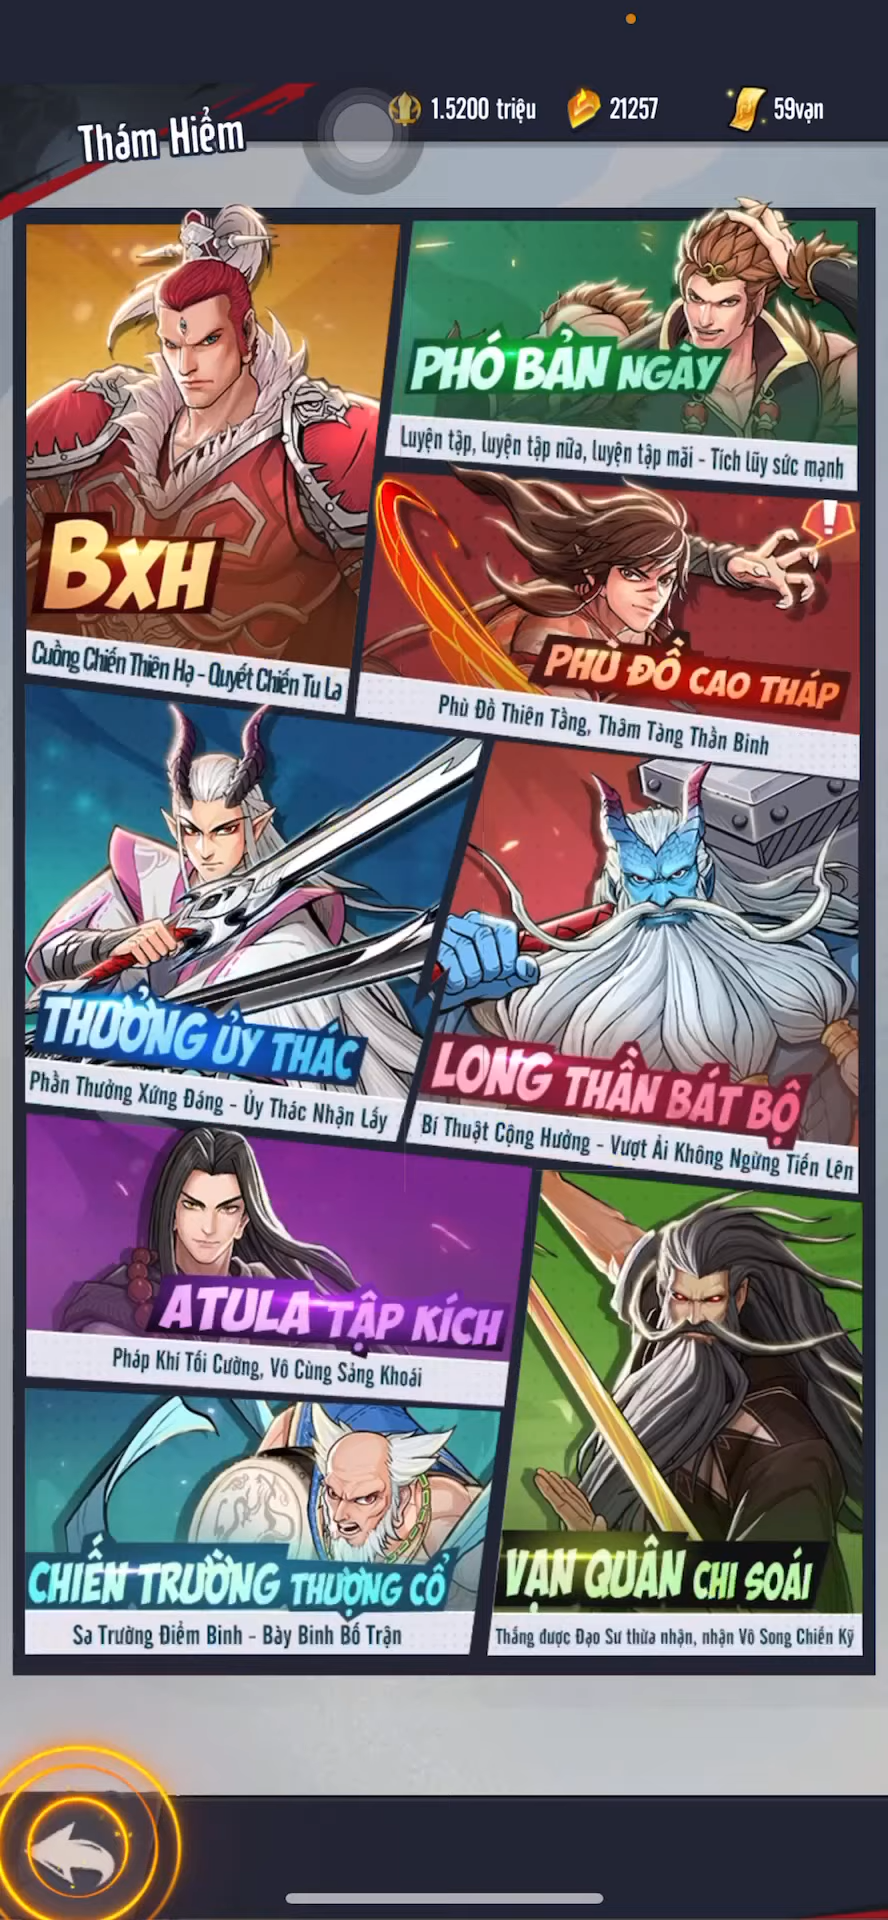 Thám Hiểm
1.5200 triệu
21257
59vạn
BXH
Cuồng Chiến Thiên Hạ - Quyết Chiến Tu La
PHÓ BẢN NGÀY
Luyện tập, luyện tập nữa, luyện tập mãi - Tích lũy sức mạnh
PHÙ ĐỒ CAO THÁP
Phù Đồ Thiên Tầng, Thâm Tàng Thần Binh
THƯỞNG ỦY THÁC
Phần Thưởng Xứng Đáng - Ủy Thác Nhận Lấy
LONG THẦN BÁT BỘ
Bí Thuật Cộng Hưởng - Vượt Ải Không Ngừng Tiến Lên
ATULA TẬP KÍCH
Pháp Khí Tối Cường, Vô Cùng Sảng Khoái
CHIẾN TRƯỜNG THƯỢNG CỔ
Sa Trường Điểm Binh - Bày Binh Bố Trận
VẠN QUÂN CHI SOÁI
Thắng được Đạo Sư thừa nhận, nhận Vô Song Chiến Kỹ